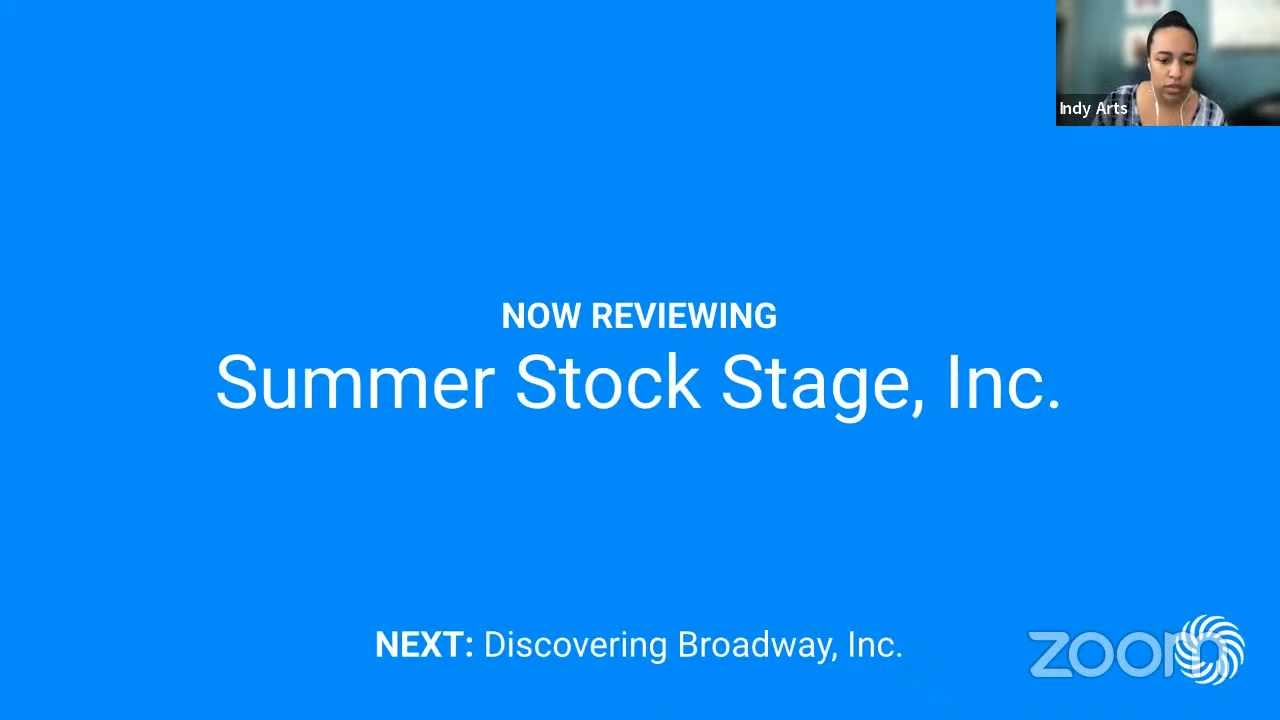 Indy Arts
NOW REVIEWING
Summer Stock Stage, Inc.
NEXT: Discovering Broadway, Inc.
zoom